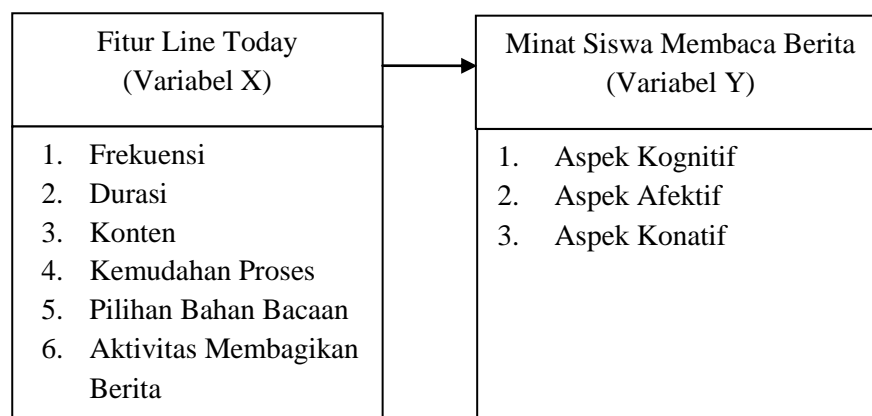 Fitur Line Today
(Variabel X)
1. Frekuensi
2. Durasi
3. Konten
4. Kemudahan Proses
5. Pilihan Bahan Bacaan
6. Aktivitas Membagikan
Berita
Minat Siswa Membaca Berita
(Variabel Y)
1. Aspek Kognitif
2. Aspek Afektif
3. Aspek Konatif